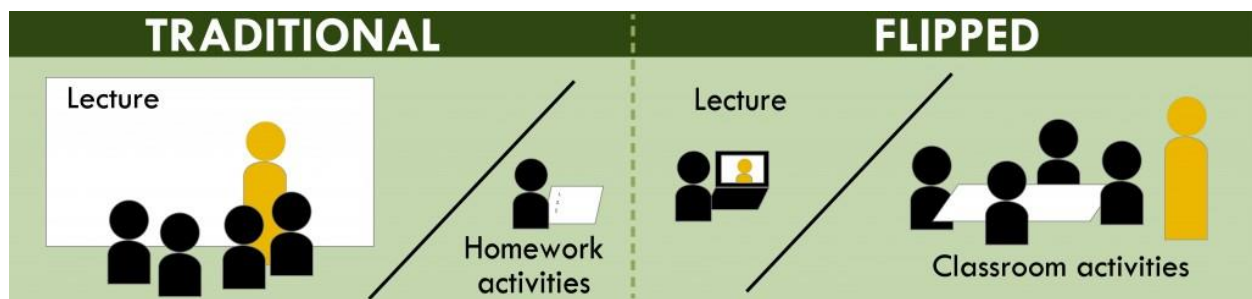 TRADITIONAL
Lecture
Homework
activities
FLIPPED
Lecture
Classroom activities